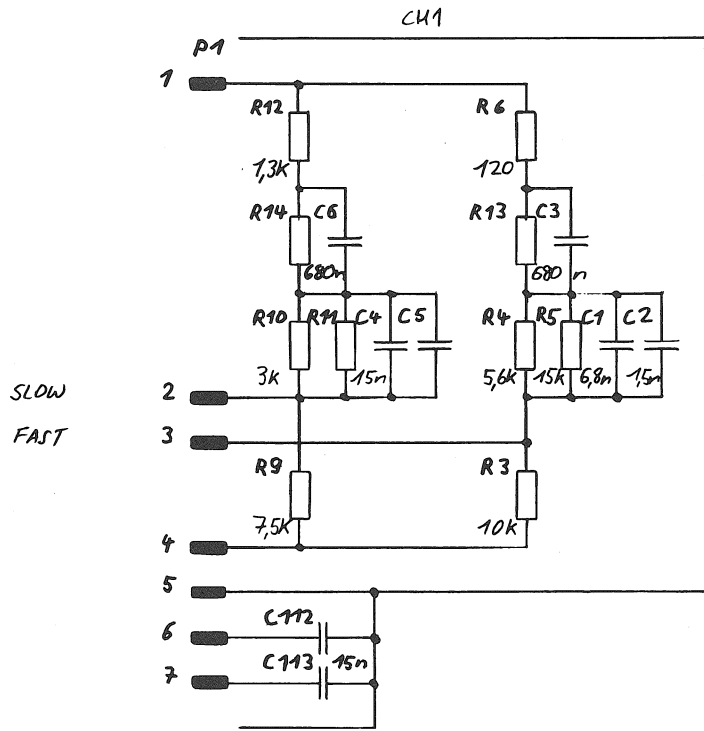 CH1
P1
1
R12 R6
1,3K 120
R14 C6 R13 C3
680n 680 n
R10 R11 C4 C5 R4 R5 C1 C2
3K 15n 5,6K 15K 6,8n 1,5n
SLOW 2
FAST 3
R9 R3
7,5K 10K
4
5
C112
6
C113 15n
7